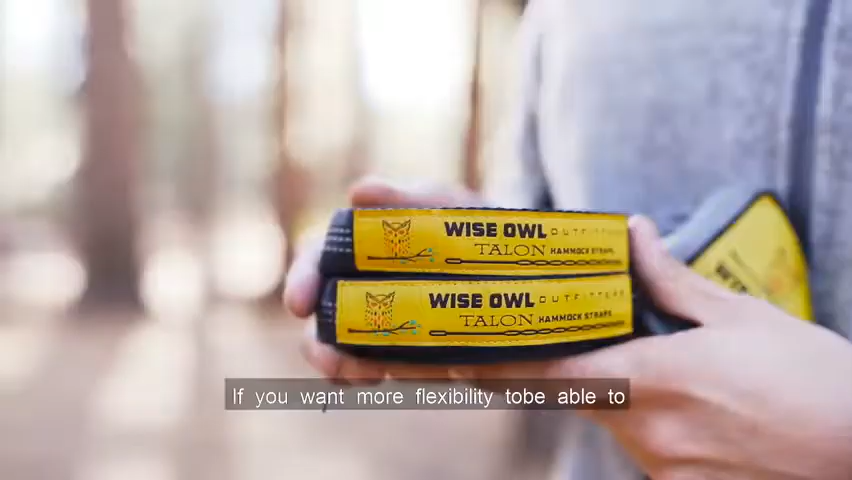 WISE OWL OUTFITTERS
TALON HAMMOCK STRAPS
WISE OWL OUTFITTERS
TALON HAMMOCK STRAPS
If you want more flexibility tobe able to